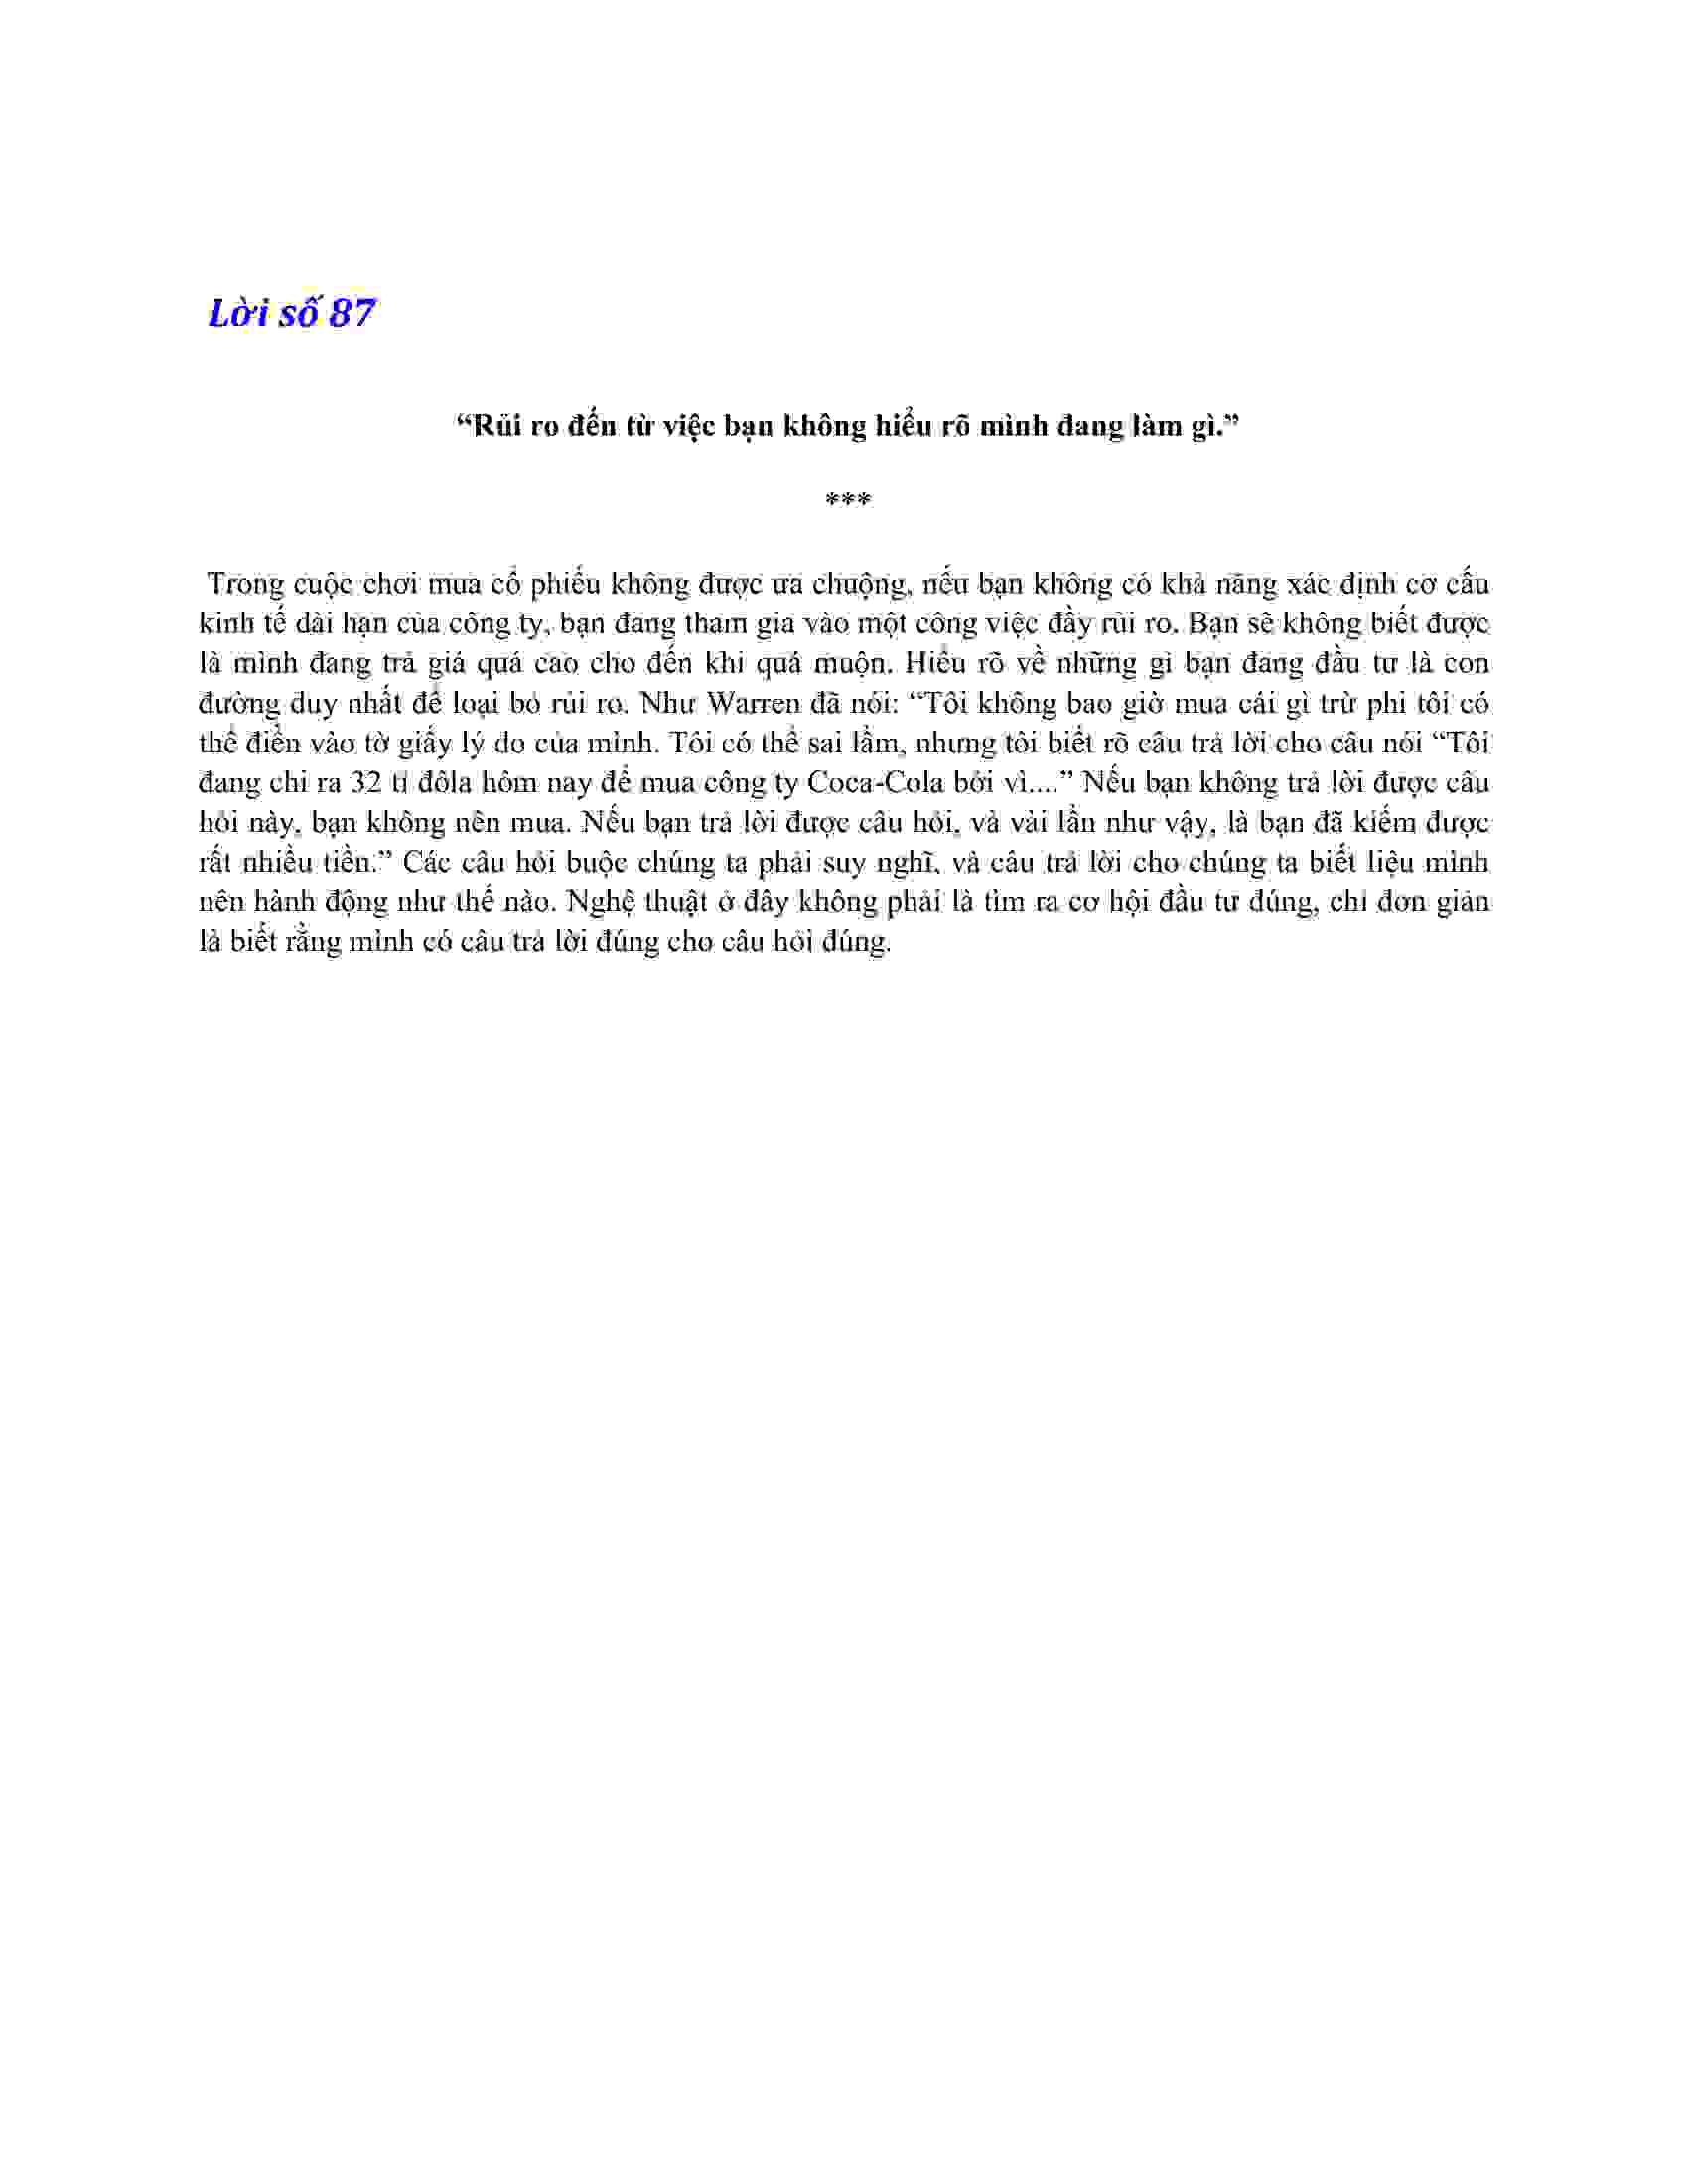 Lời số 87
“Rủi ro đến từ việc bạn không hiểu rõ mình đang làm gì.”
***
Trong cuộc chơi mua cổ phiếu không được ưa chuộng, nếu bạn không có khả năng xác định cơ cấu
kinh tế dài hạn của công ty, bạn đang tham gia vào một công việc đầy rủi ro. Bạn sẽ không biết được
là mình đang trả giá quá cao cho đến khi quá muộn. Hiểu rõ về những gì bạn đang đầu tư là con
đường duy nhất để loại bỏ rủi ro. Như Warren đã nói: “Tôi không bao giờ mua cái gì trừ phi tôi có
thể điền vào tờ giấy lý do của mình. Tôi có thể sai lầm, nhưng tôi biết rõ câu trả lời cho câu nói “Tôi
đang chi ra 32 tỉ đôla hôm nay để mua công ty Coca-Cola bởi vì....” Nếu bạn không trả lời được câu
hỏi này, bạn không nên mua. Nếu bạn trả lời được câu hỏi, và vài lần như vậy, là bạn đã kiếm được
rất nhiều tiền.” Các câu hỏi buộc chúng ta phải suy nghĩ, và câu trả lời cho chúng ta biết liệu mình
nên hành động như thế nào. Nghệ thuật ở đây không phải là tìm ra cơ hội đầu tư đúng, chỉ đơn giản
là biết rằng mình có câu trả lời đúng cho câu hỏi đúng.